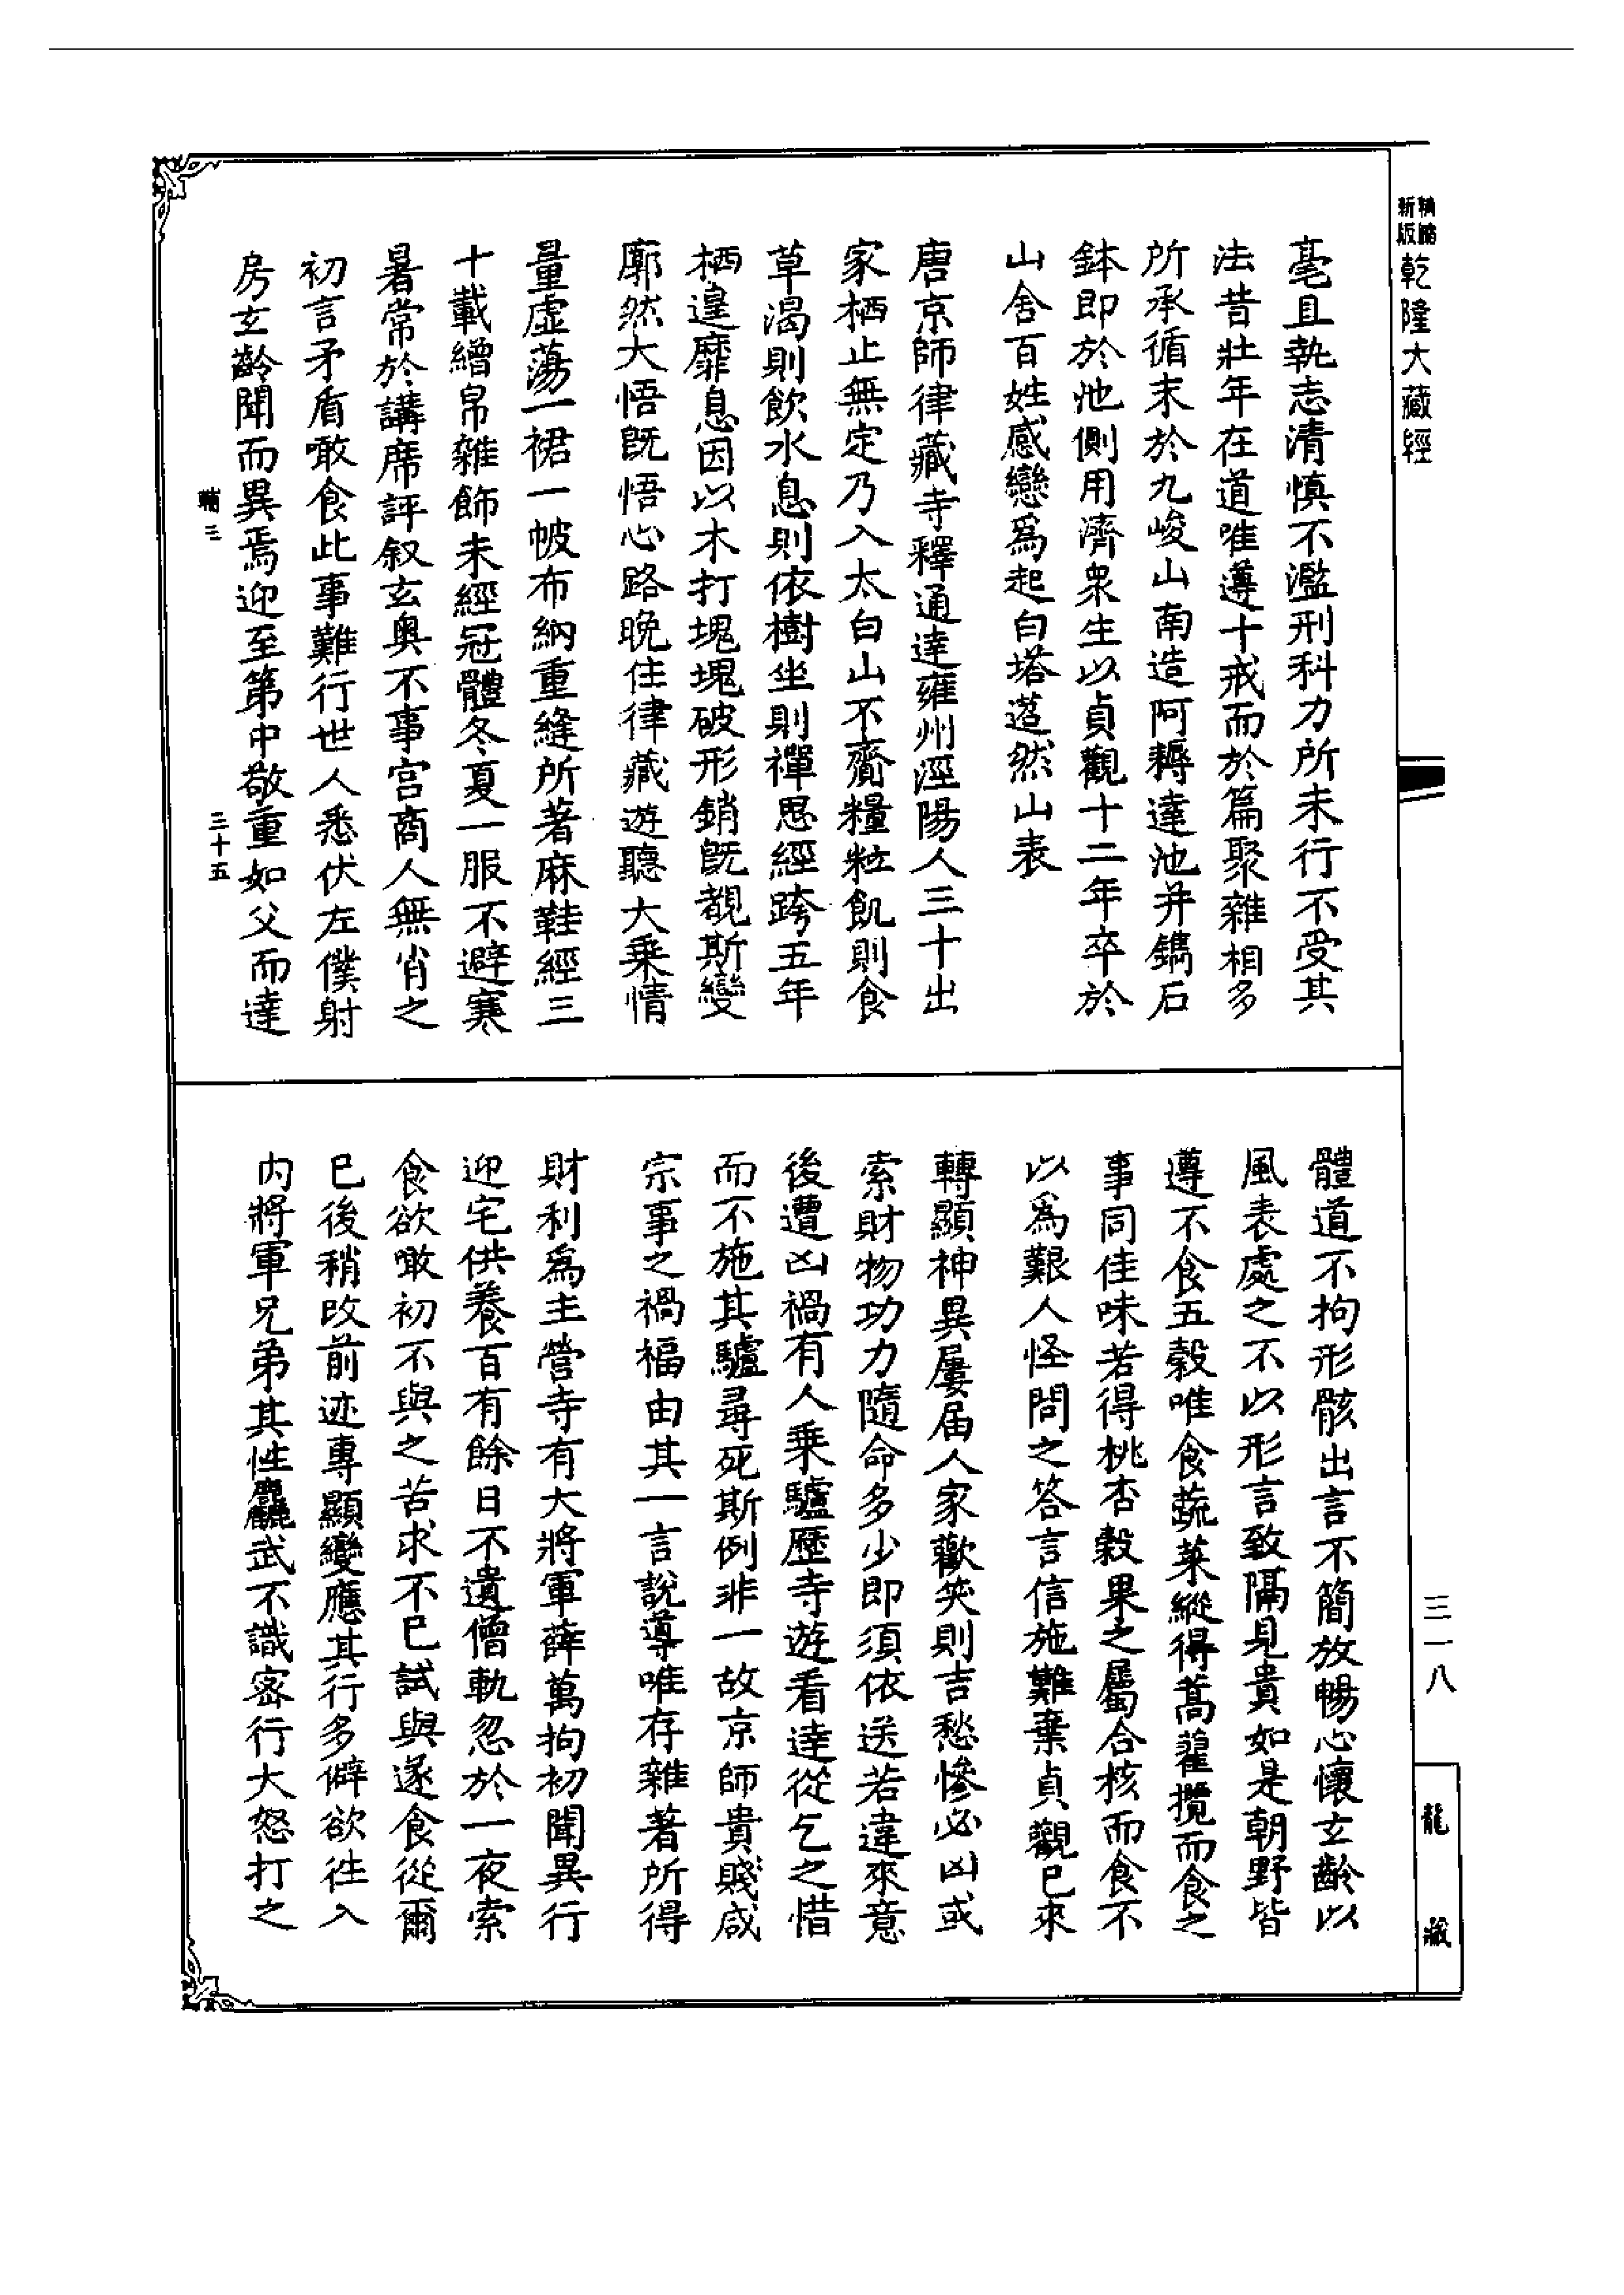 精縮
新版
乾隆大藏經
毫且執志清慎不濫刑科力所未行不受其
法昔壯年在道唯遵十戒而於篇聚雜相多
所承循末於九峻山南造阿耨達池并鐫石
鉢即於池側用濟衆生以貞觀十二年卒於
山舍百姓感戀爲起白塔迢然山表
唐京師律藏寺釋通達雍州涇陽人三十出
家栖止無定乃入太白山不齎糧粒飢則食
草渴則飲水息則依樹坐則禪思經跨五年
栖遑靡息因以木打塊塊破形銷旣覩斯變
廓然大悟旣悟心路晚住律藏遊聽大乘情
量虛蕩一裙一帔布納重縫所著麻鞋經三
十載繒帛雜飾未經冠體冬夏一服不避寒
暑常於講席評叙玄奧不事宫商人無肖之
初言矛盾噉食此事難行世人悉伏左僕射
房玄齡聞而異焉迎至第中敬重如父而達
輔三
三十五
體道不拘形骸出言不簡放暢心懷玄齡以
風表處之不以形言致隔見貴如是朝野皆
遵不食五穀唯食蔬菜縱得蒿藿攬而食之
事同佳味若得桃杏穀果之屬合核而食不
以爲艱人怪問之答言信施難棄貞觀已來
轉顯神異屢届人家歡笑則吉愁慘必凶或
索財物功力隨命多少即須依送若違來意
後遭凶禍有人乘驢歷寺遊看達從乞之惜
而不施其驢尋死斯例非一故京師貴賤咸
宗事之禍福由其一言說導唯存離著所得
財利爲主營寺有大將軍薛萬拘初聞異行
迎宅供養百有餘日不遺僧軌忽於一夜索
食欲噉初不與之苦求不已試與遂食從爾
已後稍改前迹專顯變應其行多僻欲往入
内將軍兄弟其性麤武不識密行大怒打之
三一八
龍藏